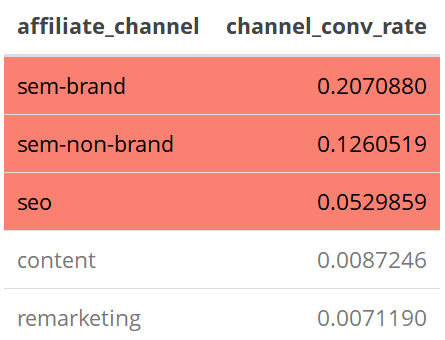 affiliate_channel channel_conv_rate
sem-brand 0.2070880
sem-non-brand 0.1260519
seo 0.0529859
content 0.0087246
remarketing 0.0071190